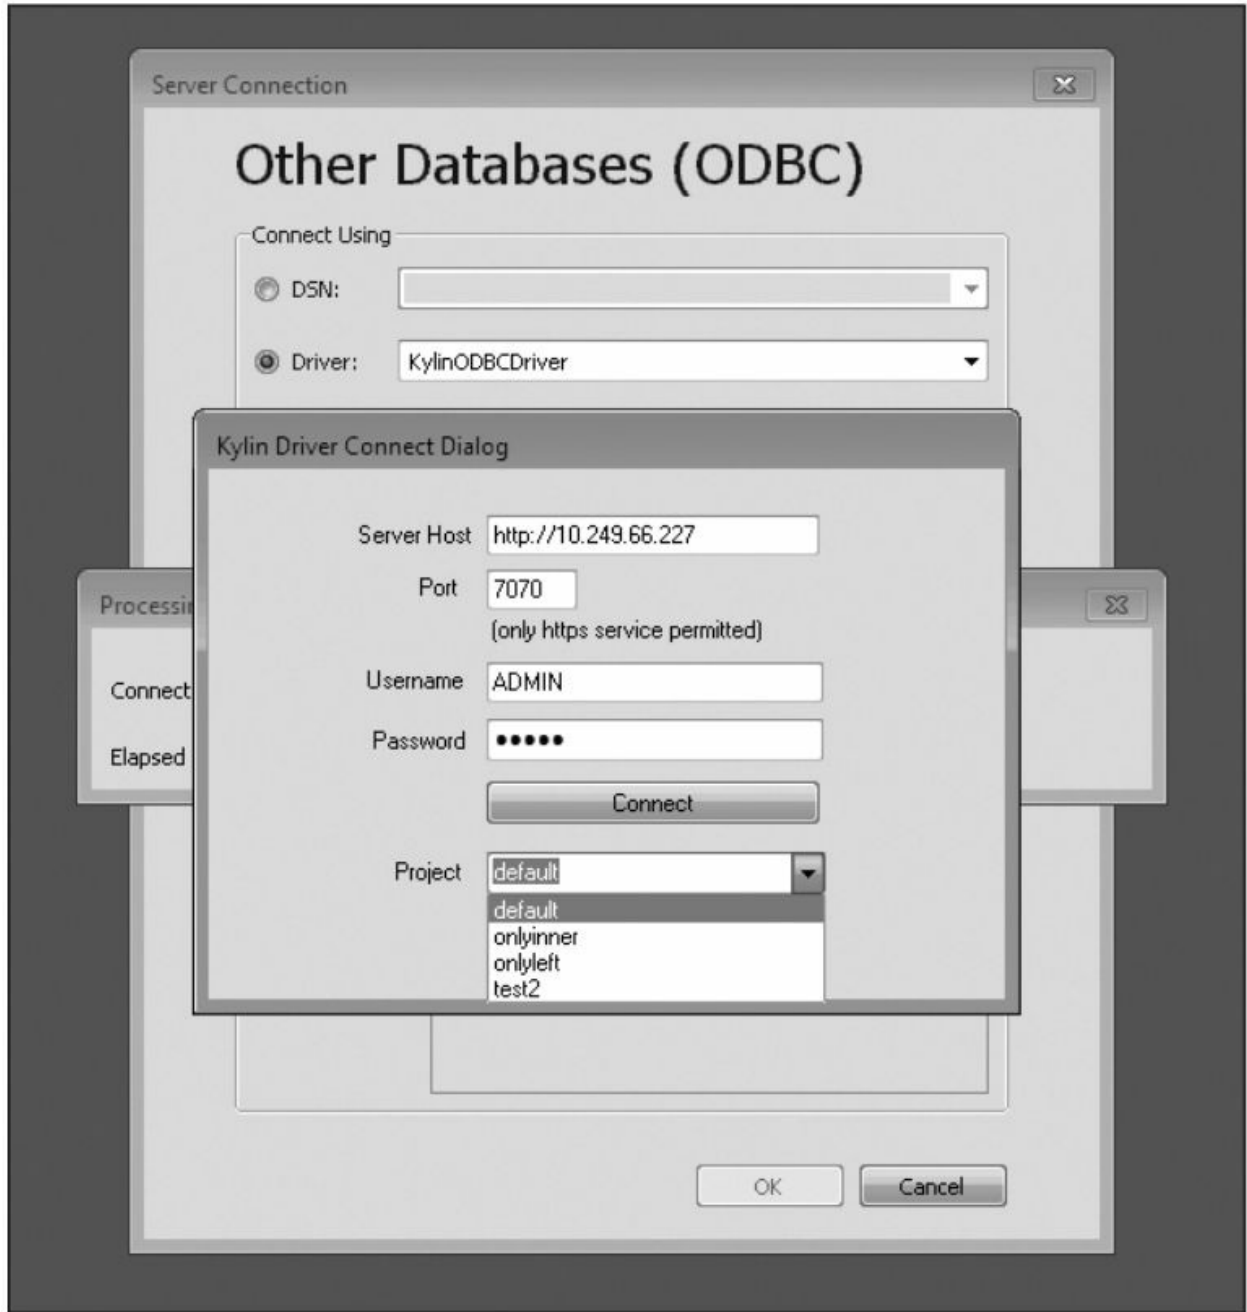 Server Connection
Other Databases (ODBC)
Connect Using
DSN:
Driver: KylinODBCDriver
Kylin Driver Connect Dialog
Server Host http://10.249.66.227
Port 7070
(only https service permitted)
Processin
Username ADMIN
Connect
Password •••••
Elapsed
Connect
Project default
default
onlyinner
onlyleft
test2
OK Cancel